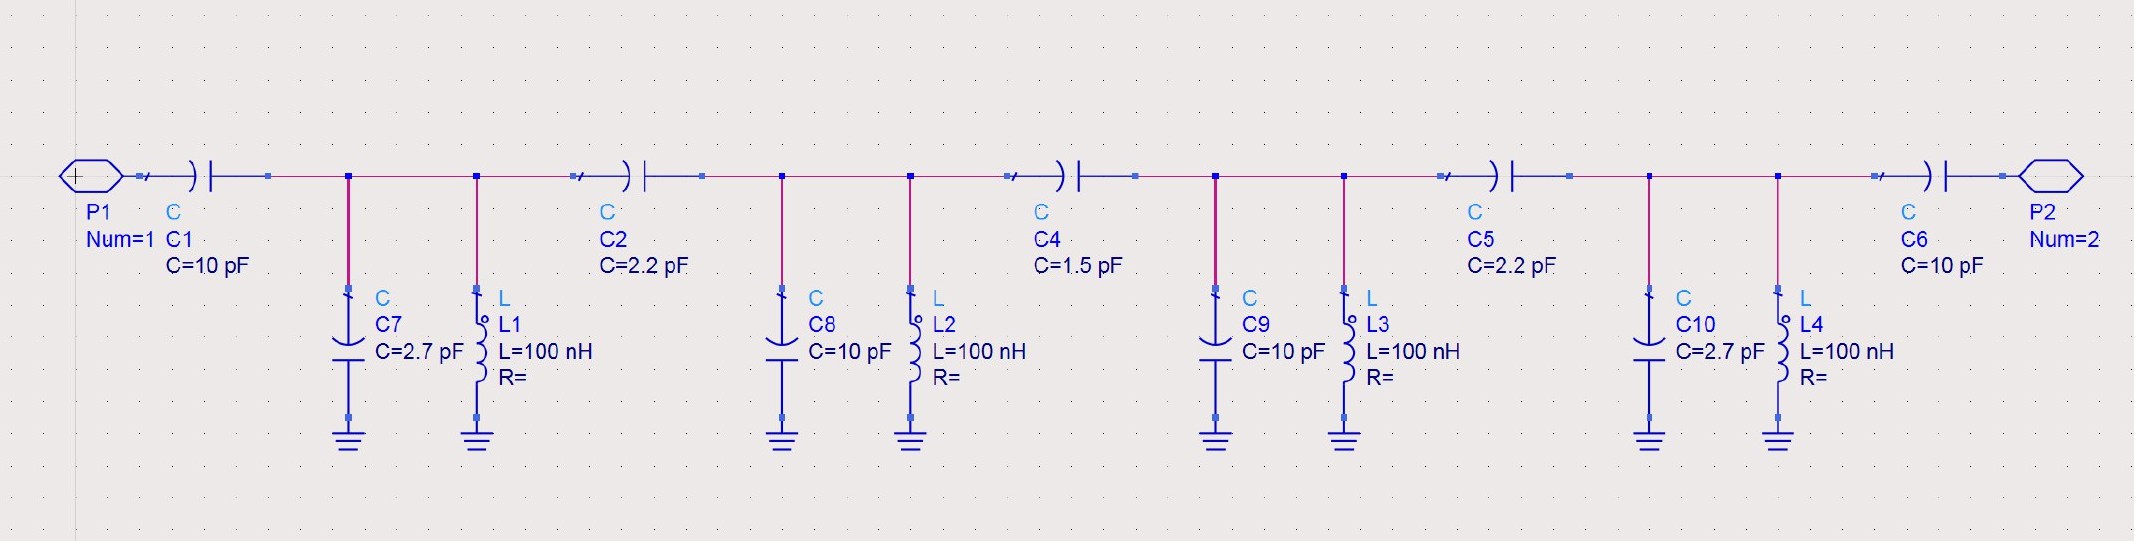 P1
Num=1
C
C1
C=10 pF
C
C2
C=2.2 pF
C
C4
C=1.5 pF
C
C5
C=2.2 pF
C
C6
C=10 pF
P2
Num=2
C
C7
C=2.7 pF
L
L1
L=100 nH
R=
C
C8
C=10 pF
L
L2
L=100 nH
R=
C
C9
C=10 pF
L
L3
L=100 nH
R=
C
C10
C=2.7 pF
L
L4
L=100 nH
R=